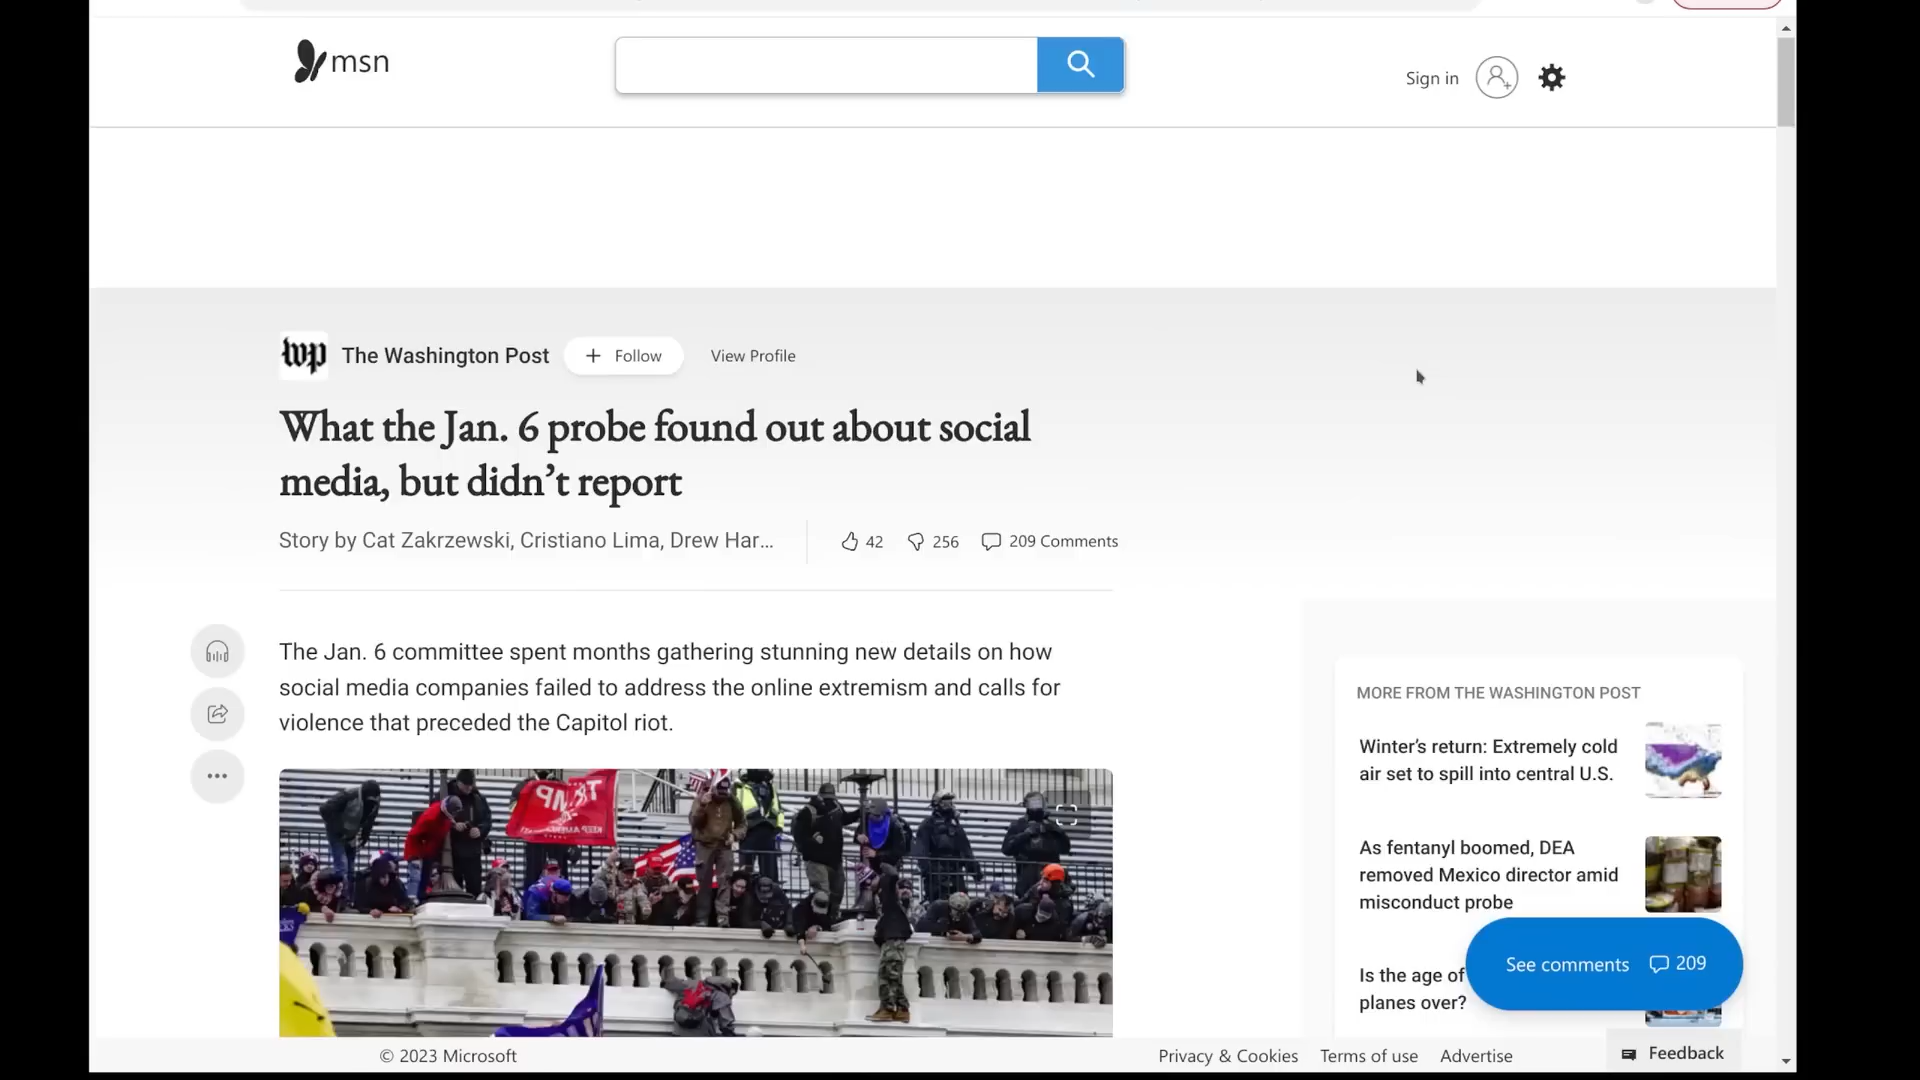 msn
Sign in
wp
The Washington Post
Follow
View Profile
What the Jan. 6 probe found out about social
media, but didn’t report
Story by Cat Zakrzewski, Cristiano Lima, Drew Har...
42
256
209 Comments
The Jan. 6 committee spent months gathering stunning new details on how
social media companies failed to address the online extremism and calls for
violence that preceded the Capitol riot.
TRUMP
KEEP AMERICA
MORE FROM THE WASHINGTON POST
Winter’s return: Extremely cold
air set to spill into central U.S.
As fentanyl boomed, DEA
removed Mexico director amid
misconduct probe
Is the age of
planes over?
See comments 209
© 2023 Microsoft
Privacy & Cookies
Terms of use
Advertise
Feedback